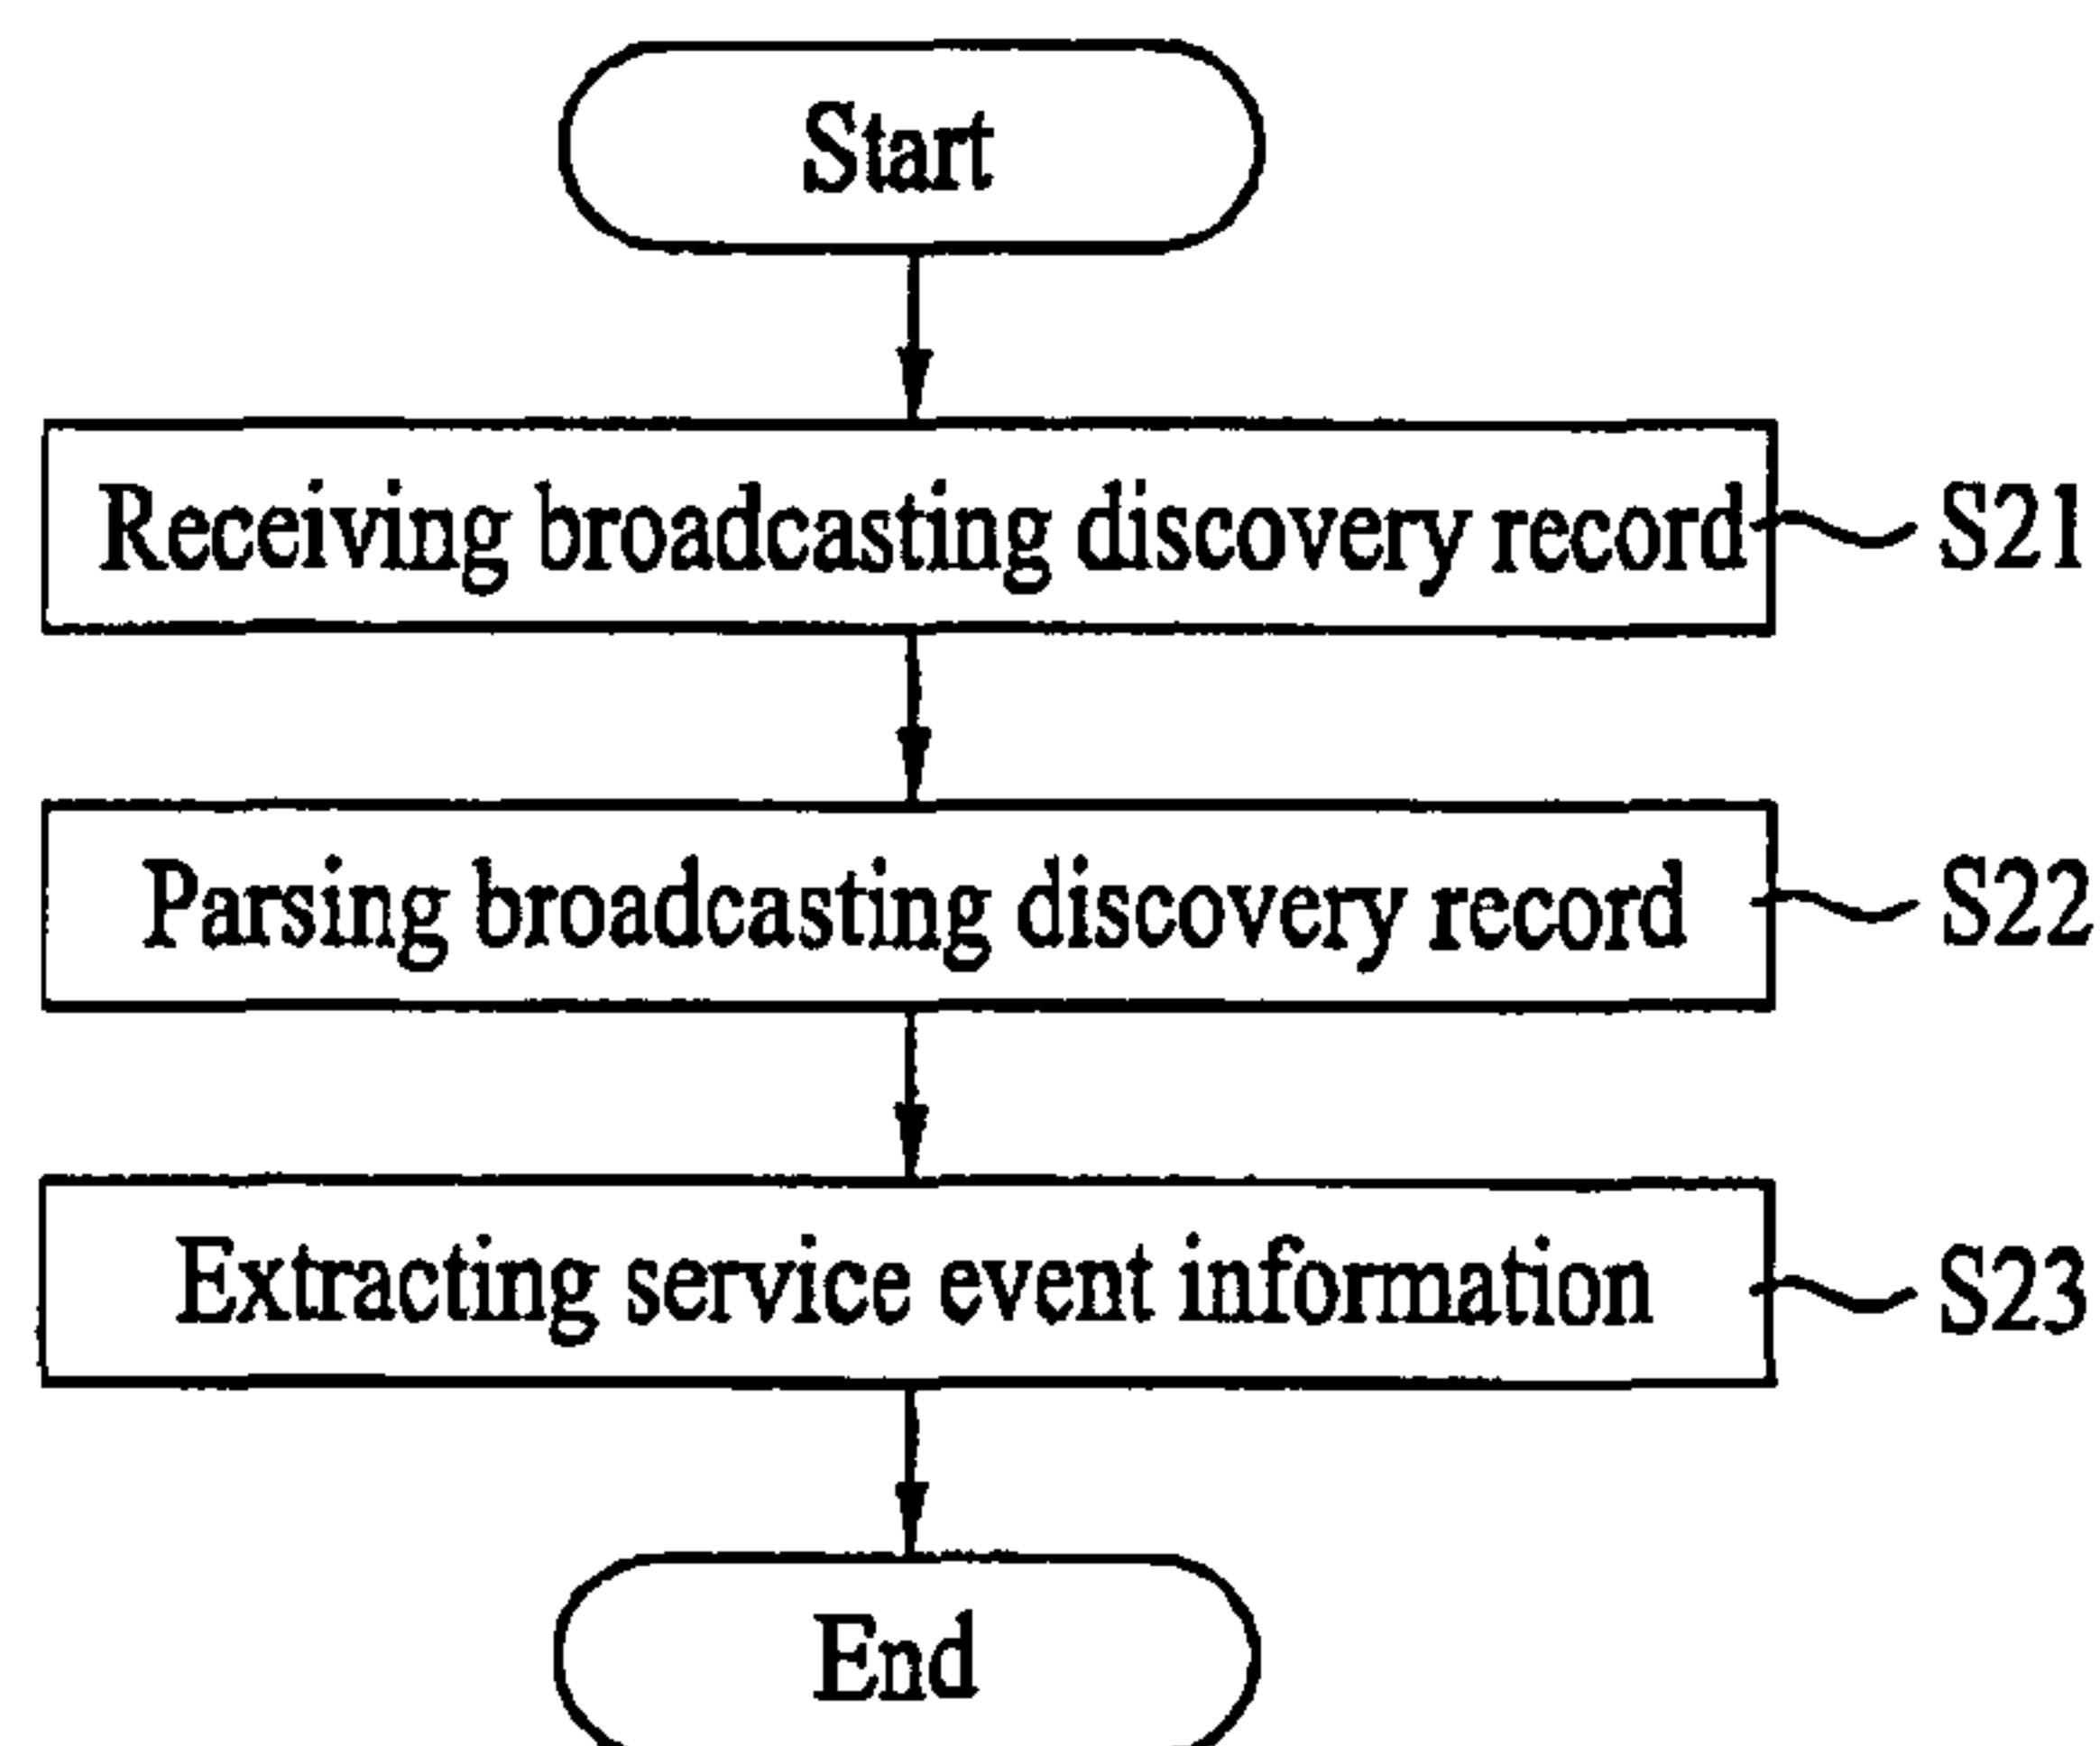 Start
Receiving broadcasting discovery record S21
Parsing broadcasting discovery record S22
Extracting service event information S23
End